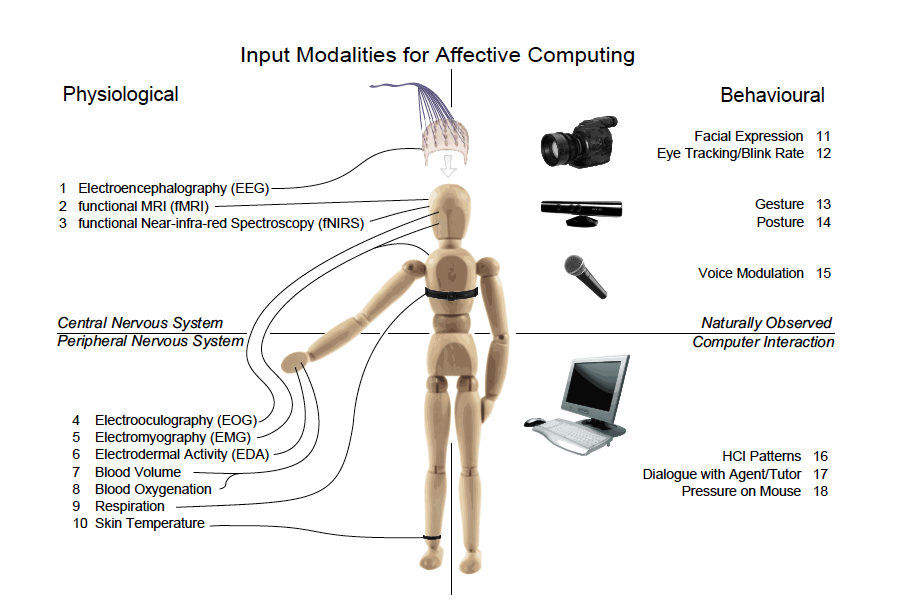 Input Modalities for Affective Computing
Physiological
Behavioural
Facial Expression 11
Eye Tracking/Blink Rate 12
1 Electroencephalography (EEG)
2 functional MRI (fMRI)
3 functional Near-infra-red Spectroscopy (fNIRS)
Gesture 13
Posture 14
Voice Modulation 15
Central Nervous System
Peripheral Nervous System
Naturally Observed
Computer Interaction
4 Electrooculography (EOG)
5 Electromyography (EMG)
6 Electrodermal Activity (EDA)
7 Blood Volume
8 Blood Oxygenation
9 Respiration
10 Skin Temperature
HCI Patterns 16
Dialogue with Agent/Tutor 17
Pressure on Mouse 18